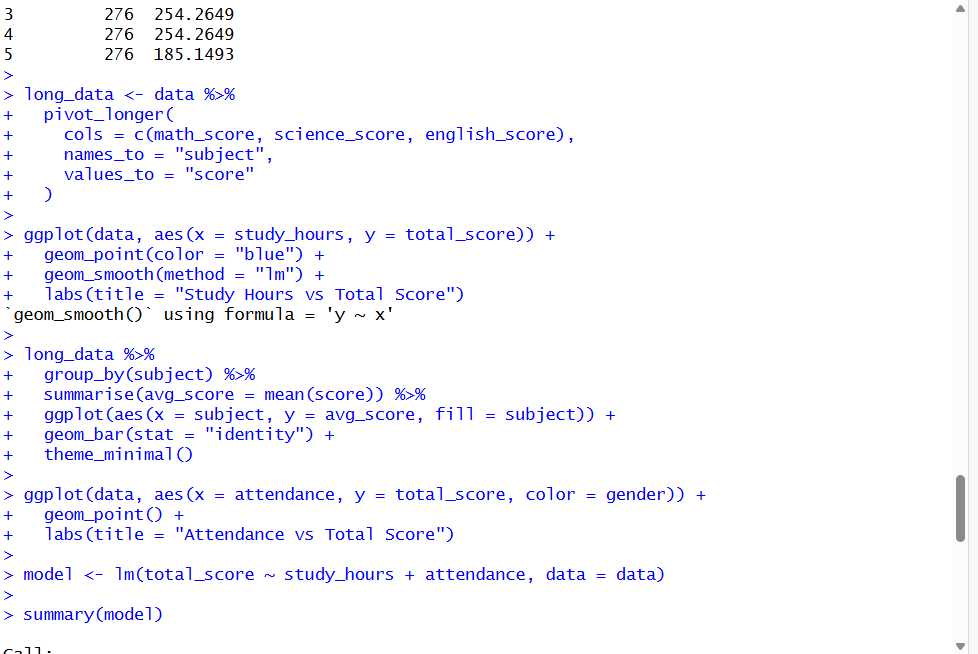 3         276  254.2649
4         276  254.2649
5         276  185.1493
>
> long_data <- data %>%
+   pivot_longer(
+     cols = c(math_score, science_score, english_score),
+     names_to = "subject",
+     values_to = "score"
+   )
>
> ggplot(data, aes(x = study_hours, y = total_score)) +
+   geom_point(color = "blue") +
+   geom_smooth(method = "lm") +
+   labs(title = "Study Hours vs Total Score")
`geom_smooth()` using formula = 'y ~ x'
>
> long_data %>%
+   group_by(subject) %>%
+   summarise(avg_score = mean(score)) %>%
+   ggplot(aes(x = subject, y = avg_score, fill = subject)) +
+   geom_bar(stat = "identity") +
+   theme_minimal()
>
> ggplot(data, aes(x = attendance, y = total_score, color = gender)) +
+   geom_point() +
+   labs(title = "Attendance vs Total Score")
>
> model <- lm(total_score ~ study_hours + attendance, data = data)
>
> summary(model)

Call: